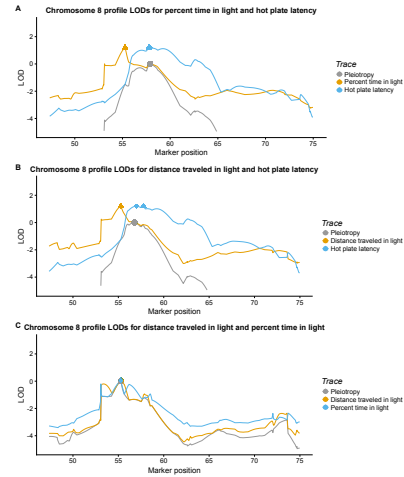 A
Chromosome 8 profile LODs for percent time in light and hot plate latency
2
0
-2
-4
LOD
50
55
60
65
70
75
Marker position
Trace
Pleiotropy
Percent time in light
Hot plate latency
B
Chromosome 8 profile LODs for distance traveled in light and hot plate latency
2
0
-2
-4
LOD
50
55
60
65
70
75
Marker position
Trace
Pleiotropy
Distance traveled in light
Hot plate latency
C
Chromosome 8 profile LODs for distance traveled in light and percent time in light
2
0
-2
-4
LOD
50
55
60
65
70
75
Marker position
Trace
Pleiotropy
Distance traveled in light
Percent time in light